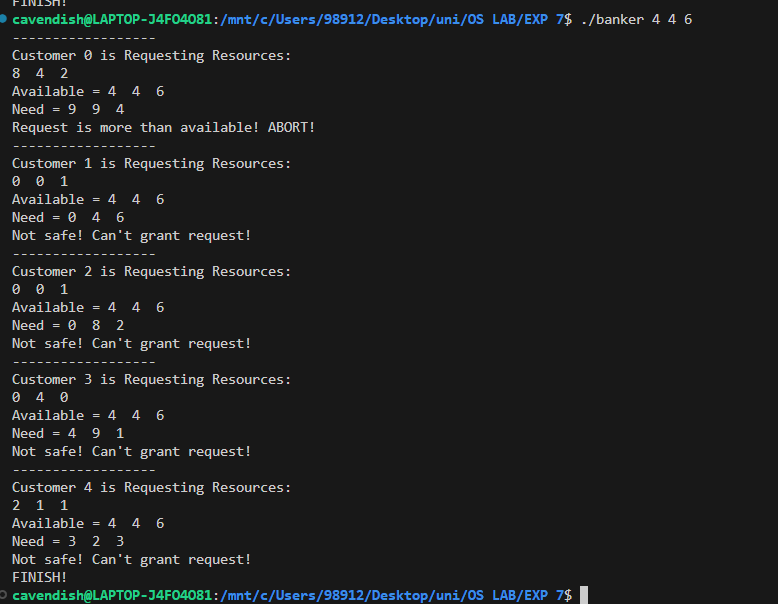 FINISH!
cavendish@LAPTOP-J4FO4O81:/mnt/c/Users/98912/Desktop/uni/OS LAB/EXP 7$ ./banker 4 4 6
------------------
Customer 0 is Requesting Resources:
8  4  2
Available = 4  4  6
Need = 9  9  4
Request is more than available! ABORT!
------------------
Customer 1 is Requesting Resources:
0  0  1
Available = 4  4  6
Need = 0  4  6
Not safe! Can't grant request!
------------------
Customer 2 is Requesting Resources:
0  0  1
Available = 4  4  6
Need = 0  8  2
Not safe! Can't grant request!
------------------
Customer 3 is Requesting Resources:
0  4  0
Available = 4  4  6
Need = 4  9  1
Not safe! Can't grant request!
------------------
Customer 4 is Requesting Resources:
2  1  1
Available = 4  4  6
Need = 3  2  3
Not safe! Can't grant request!
FINISH!
cavendish@LAPTOP-J4FO4O81:/mnt/c/Users/98912/Desktop/uni/OS LAB/EXP 7$